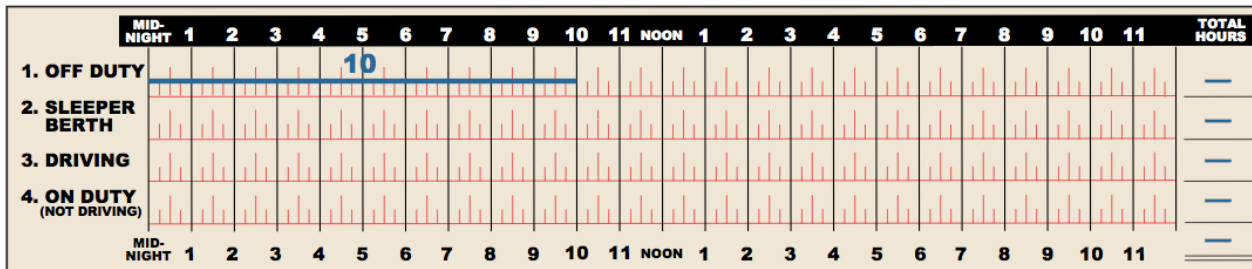 MID-NIGHT 1 2 3 4 5 6 7 8 9 10 11 NOON 1 2 3 4 5 6 7 8 9 10 11 TOTAL HOURS
10
1. OFF DUTY —
2. SLEEPER BERTH —
3. DRIVING —
4. ON DUTY —
(NOT DRIVING)
—
MID-NIGHT 1 2 3 4 5 6 7 8 9 10 11 NOON 1 2 3 4 5 6 7 8 9 10 11